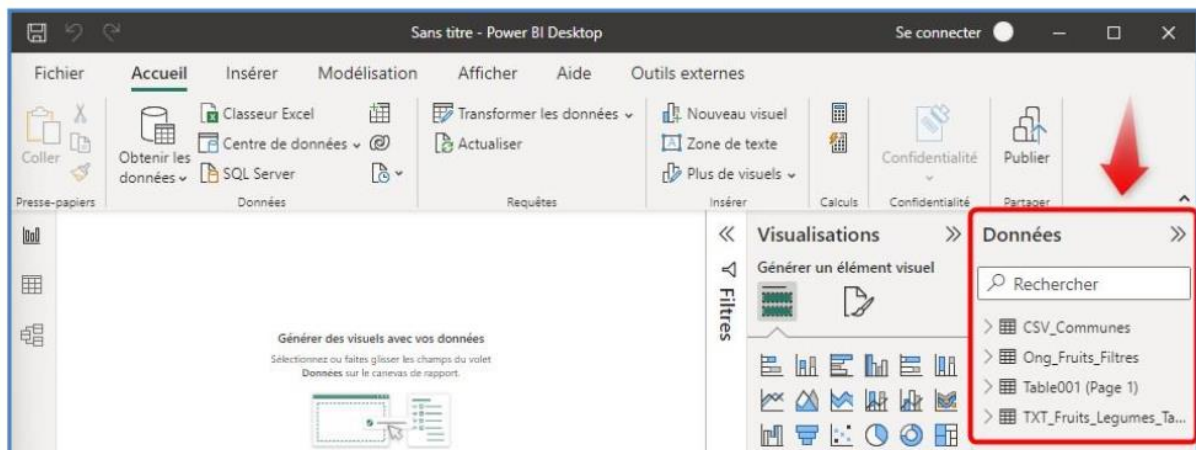 Sans titre - Power BI Desktop
Se connecter
Fichier Accueil Insérer Modélisation Afficher Aide Outils externes
Coller
Presse-papiers
Obtenir les données
Classeur Excel
Centre de données
SQL Server
Données
Transformer les données
Actualiser
Requêtes
Nouveau visuel
Zone de texte
Plus de visuels
Insérer
Calculs
Confidentialité
Confidentialité
Publier
Partager
Filtres
Visualisations
Générer un élément visuel
Données
Rechercher
CSV_Communes
Ong_Fruits_Filtres
Table001 (Page 1)
TXT_Fruits_Legumes_Ta...
Générer des visuels avec vos données
Sélectionnez ou faites glisser les champs du volet
Données sur le canevas de rapport.